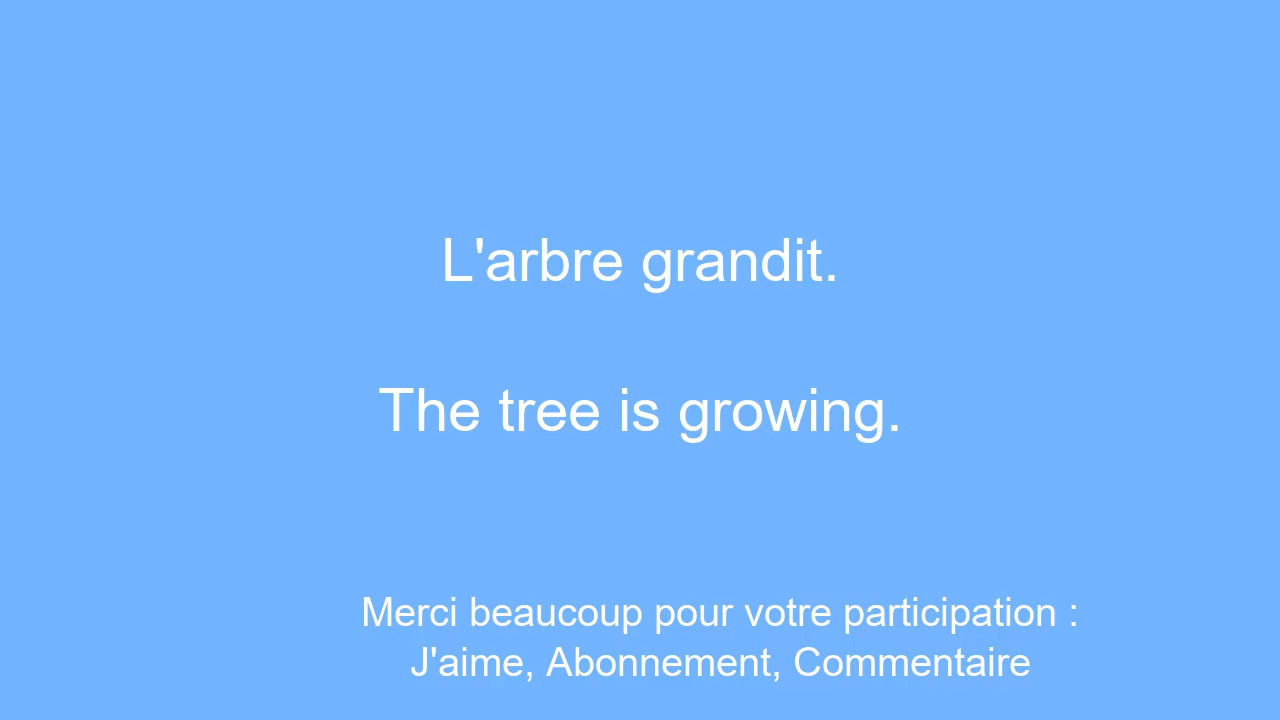 L'arbre grandit.
The tree is growing.
Merci beaucoup pour votre participation :
J'aime, Abonnement, Commentaire